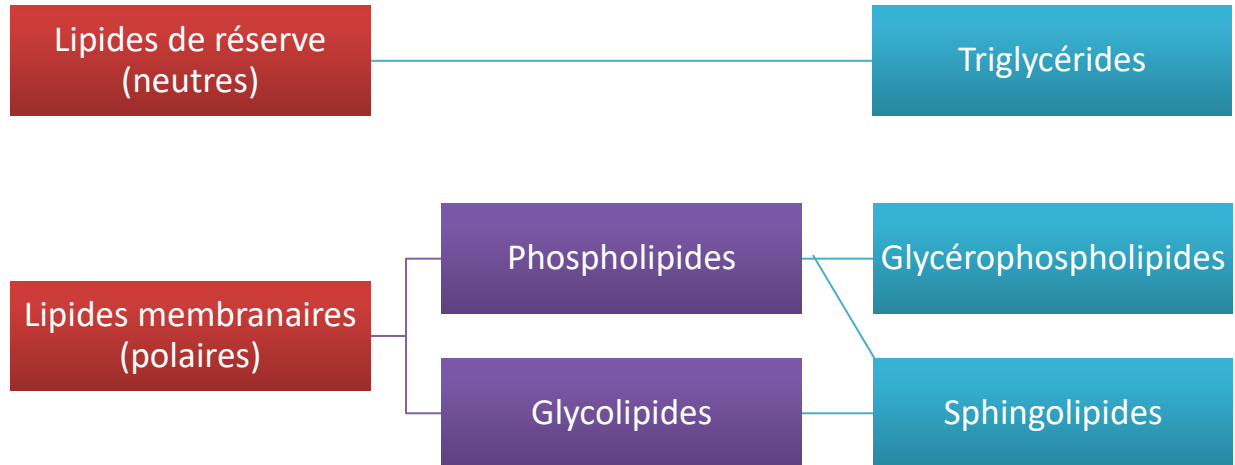 Lipides de réserve
(neutres)
Triglycérides
Phospholipides
Glycérophospholipides
Lipides membranaires
(polaires)
Glycolipides
Sphingolipides